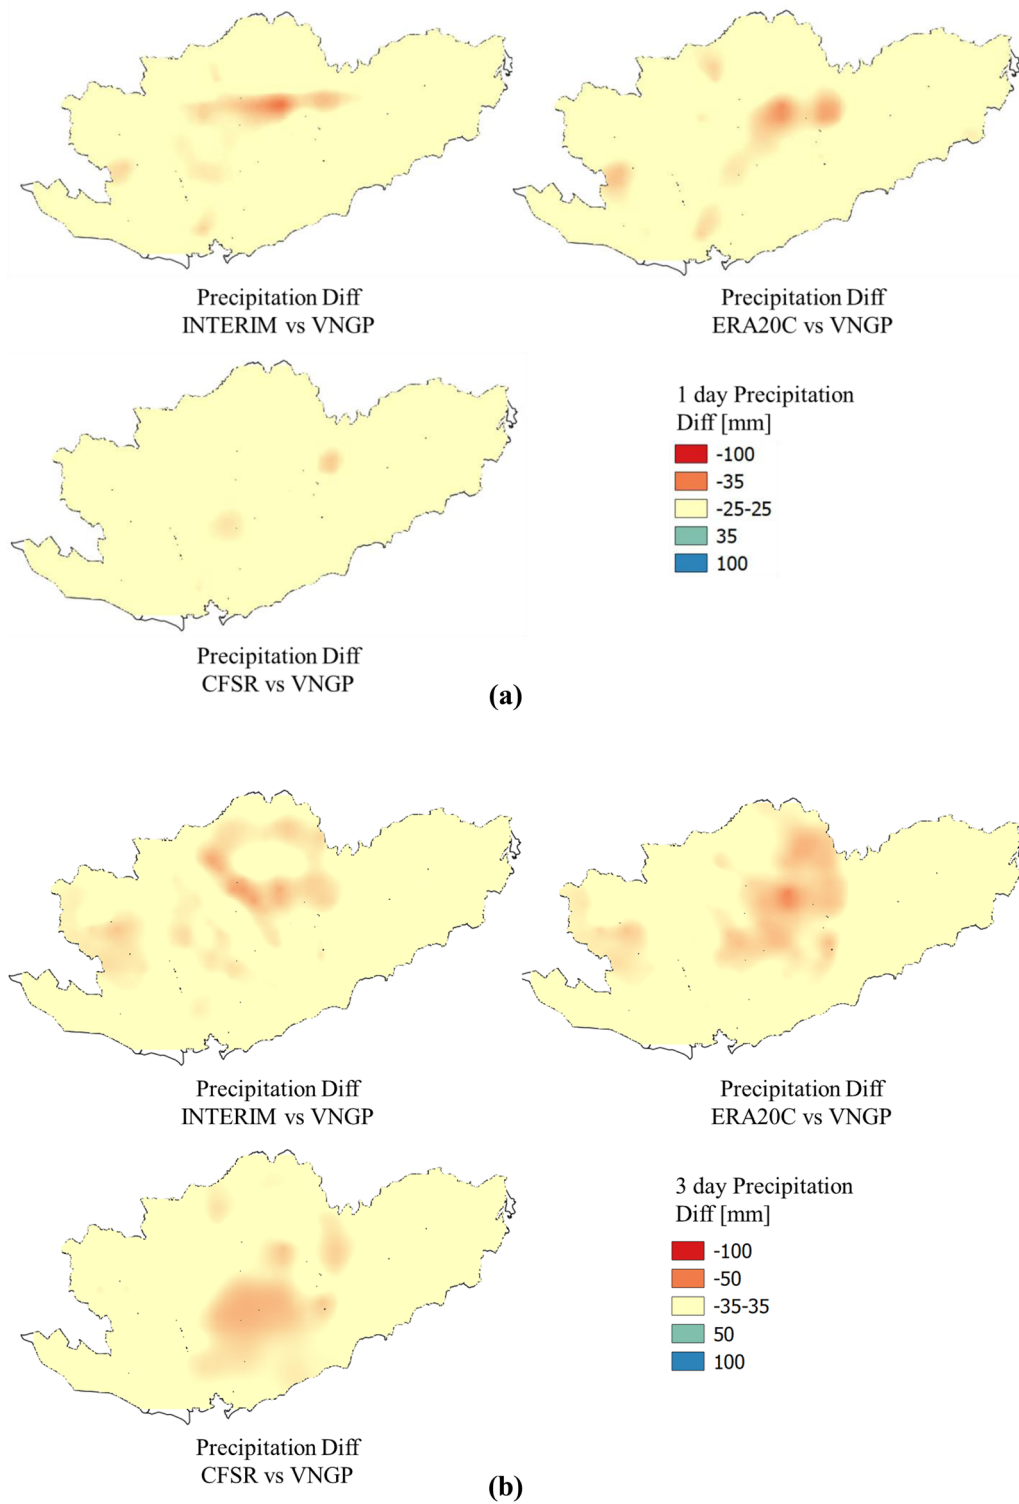 Precipitation Diff
INTERIM vs VNGP
Precipitation Diff
ERA20C vs VNGP
Precipitation Diff
CFSR vs VNGP
1 day Precipitation
Diff [mm]
-100
-35
-25-25
35
100
(a)
Precipitation Diff
INTERIM vs VNGP
Precipitation Diff
ERA20C vs VNGP
Precipitation Diff
CFSR vs VNGP
3 day Precipitation
Diff [mm]
-100
-50
-35-35
50
100
(b)